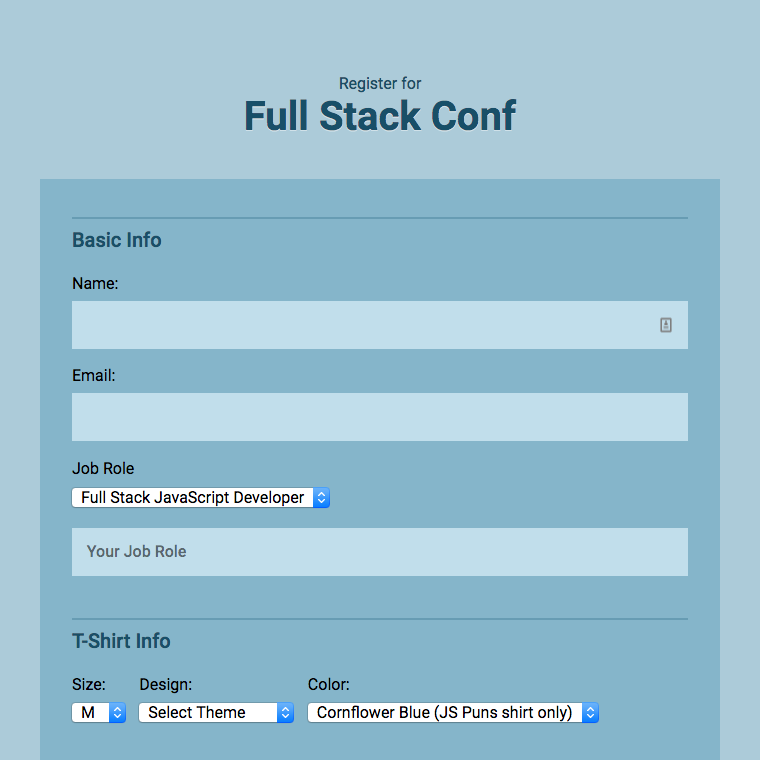 Register for
Full Stack Conf
Basic Info
Name:
Email:
Job Role
Full Stack JavaScript Developer
Your Job Role
T-Shirt Info
Size: Design: Color:
M Select Theme Cornflower Blue (JS Puns shirt only)